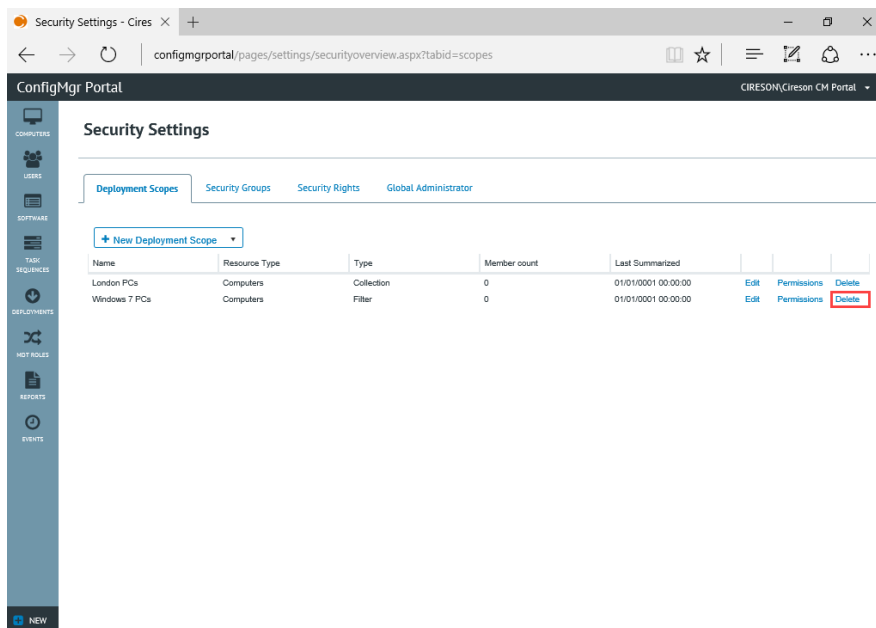 Security Settings - Cires
configmgrportal/pages/settings/securityoverview.aspx?tabid=scopes
ConfigMgr Portal
CIRESON\Cireson CM Portal
COMPUTERS
USERS
SOFTWARE
TASK
SEQUENCES
DEPLOYMENTS
MDT ROLES
REPORTS
EVENTS
NEW
Security Settings
Deployment Scopes Security Groups Security Rights Global Administrator
+ New Deployment Scope
Name Resource Type Type Member count Last Summarized
London PCs Computers Collection 0 01/01/0001 00:00:00 Edit Permissions Delete
Windows 7 PCs Computers Filter 0 01/01/0001 00:00:00 Edit Permissions Delete